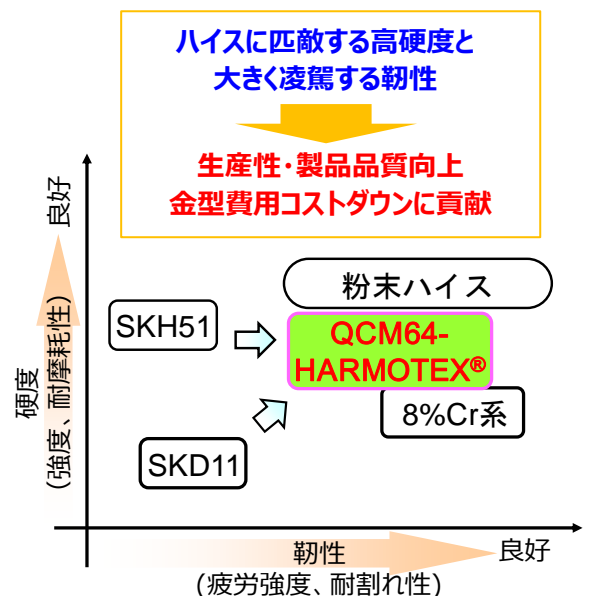 ハイスに匹敵する高硬度と
大きく凌駕する靭性
生産性・製品品質向上
金型費用コストダウンに貢献
良好
硬度
(強度、耐摩耗性)
粉末ハイス
SKH51
QCM64-
HARMOTEX®
8%Cr系
SKD11
靭性
良好
(疲労強度、耐割れ性)